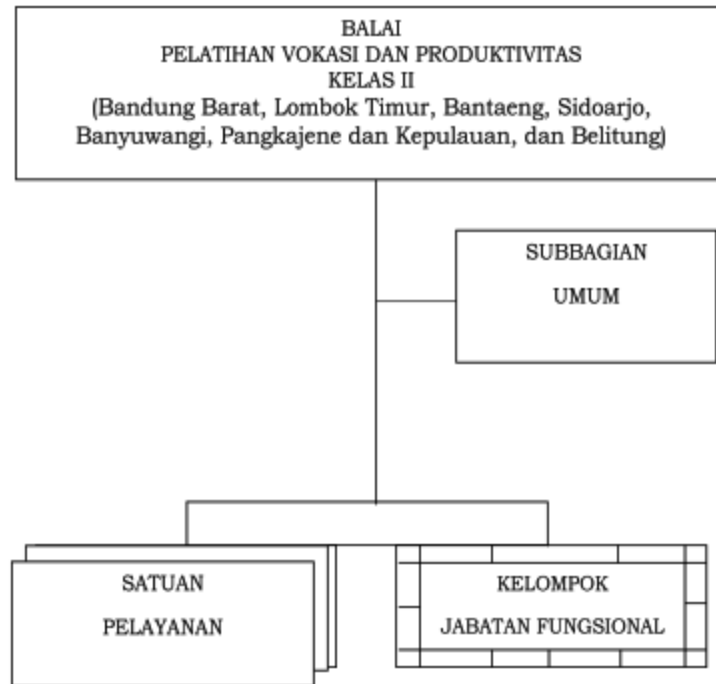 BALAI
PELATIHAN VOKASI DAN PRODUKTIVITAS
KELAS II
(Bandung Barat, Lombok Timur, Bantaeng, Sidoarjo,
Banyuwangi, Pangkajene dan Kepulauan, dan Belitung)
SUBBAGIAN
UMUM
SATUAN
PELAYANAN
KELOMPOK
JABATAN FUNGSIONAL